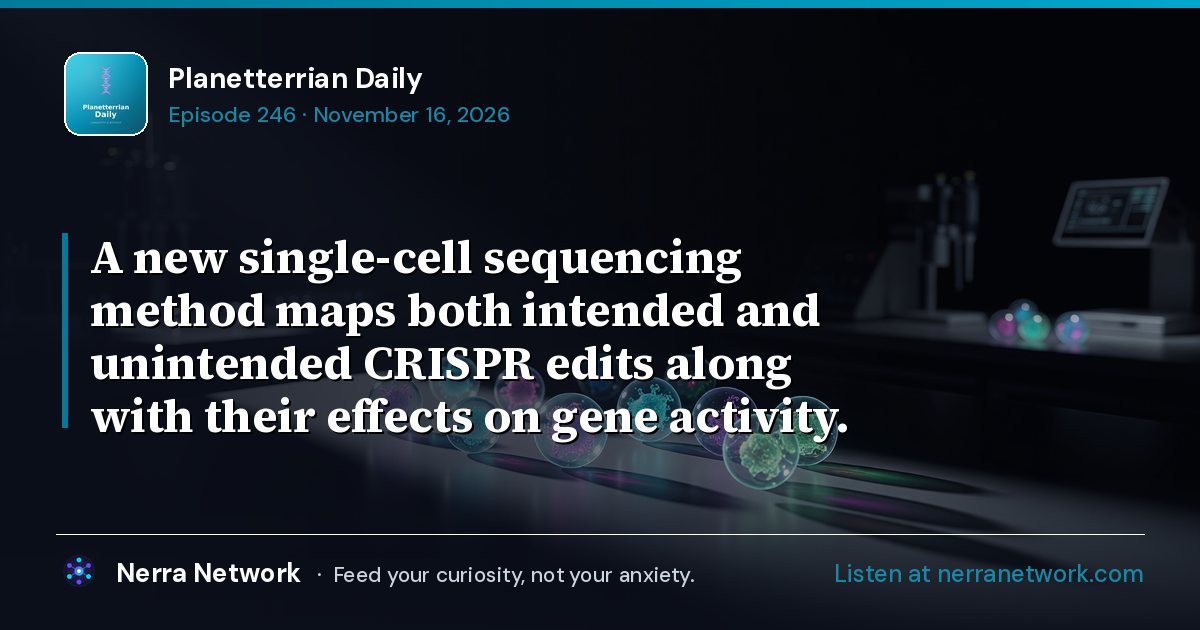 Planetterrian Daily
Episode 246 · November 16, 2026
Planetterrian
Daily
A new single-cell sequencing
method maps both intended and
unintended CRISPR edits along
with their effects on gene activity.
Nerra Network · Feed your curiosity, not your anxiety.
Listen at nerranetwork.com